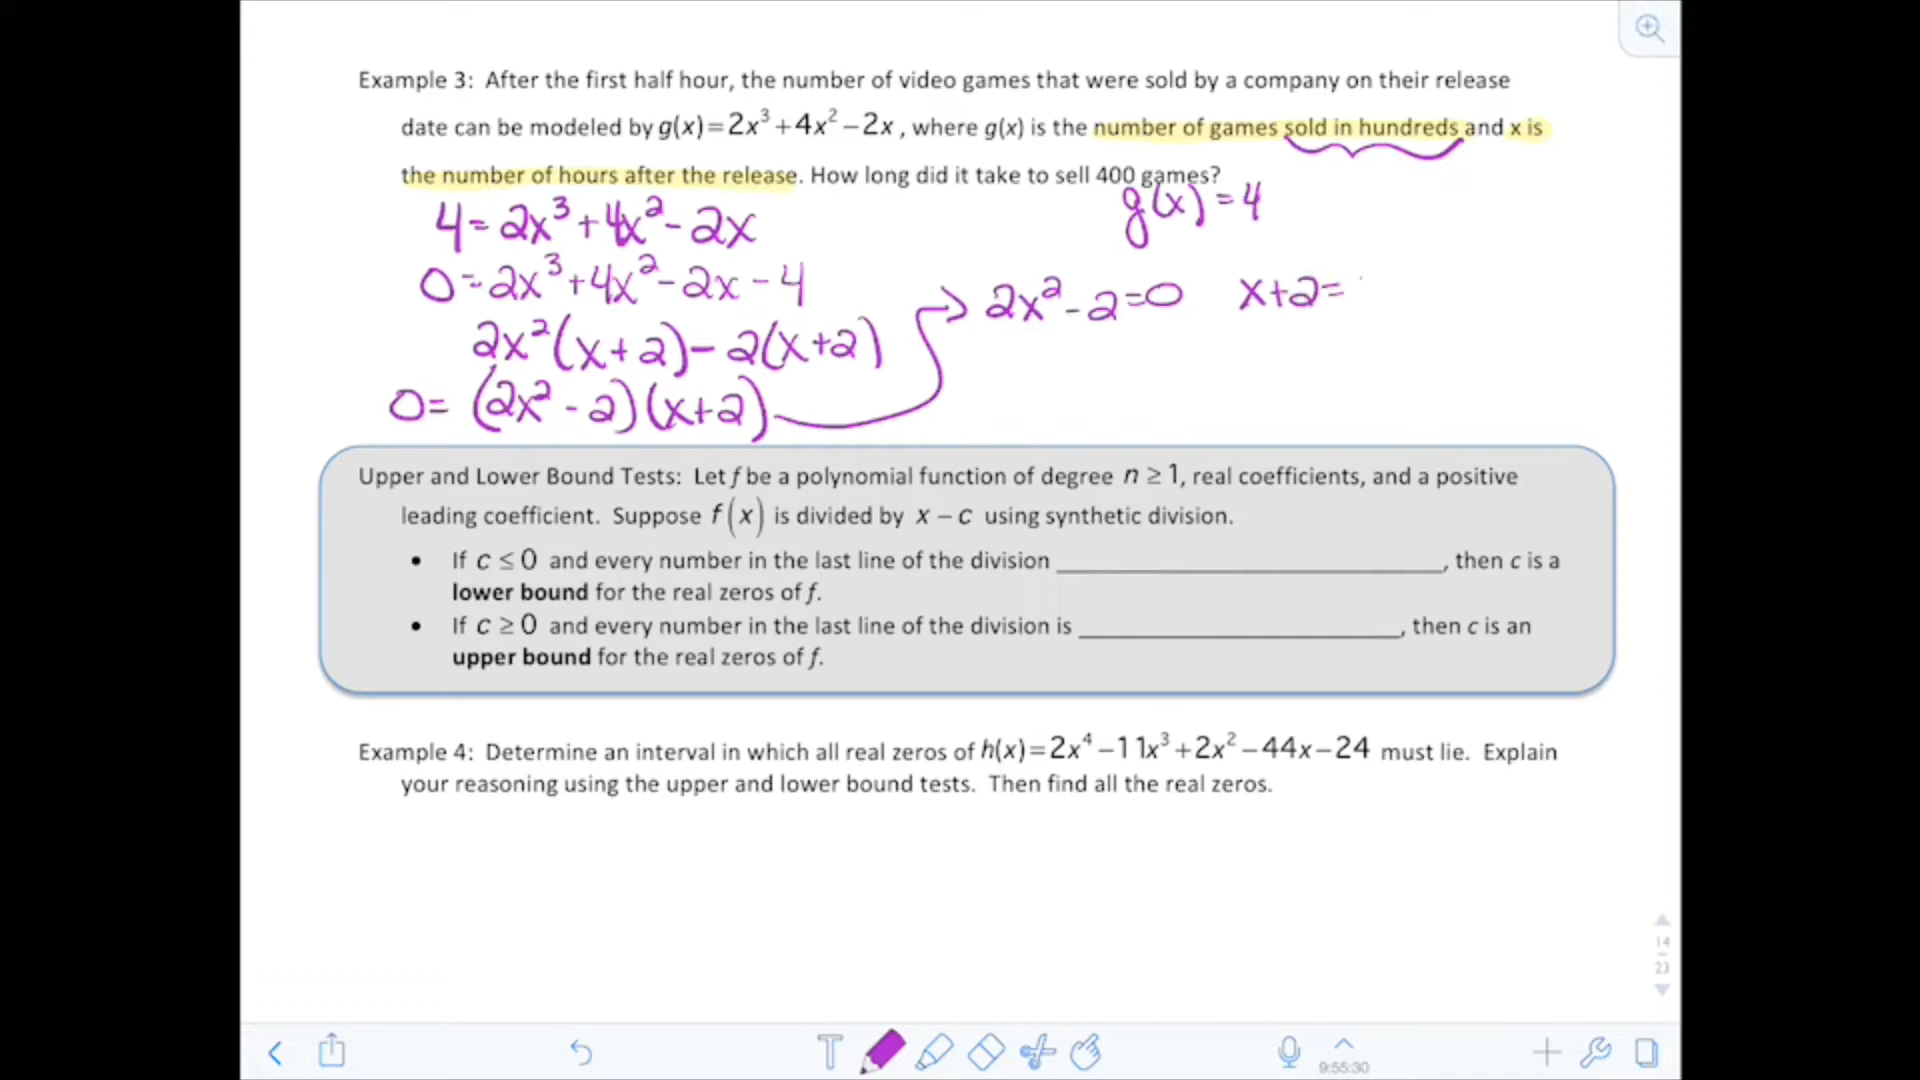 Example 3: After the first half hour, the number of video games that were sold by a company on their release
date can be modeled by g(x)=2x³+4x²−2x, where g(x) is the number of games sold in hundreds and x is
the number of hours after the release. How long did it take to sell 400 games?
g(x)=4
4=2x³+4x²-2x
0=2x³+4x²-2x-4
2x²-2=0 x+2=
2x²(x+2)-2(x+2)
0=(2x²-2)(x+2)
Upper and Lower Bound Tests: Let f be a polynomial function of degree n ≥ 1, real coefficients, and a positive
leading coefficient. Suppose f(x) is divided by x − c using synthetic division.
• If c ≤ 0 and every number in the last line of the division ______________________________, then c is a
lower bound for the real zeros of f.
• If c ≥ 0 and every number in the last line of the division is _________________________, then c is an
upper bound for the real zeros of f.
Example 4: Determine an interval in which all real zeros of h(x)=2x⁴−11x³+2x²−44x−24 must lie. Explain
your reasoning using the upper and lower bound tests. Then find all the real zeros.
14
23
T
9:55:30